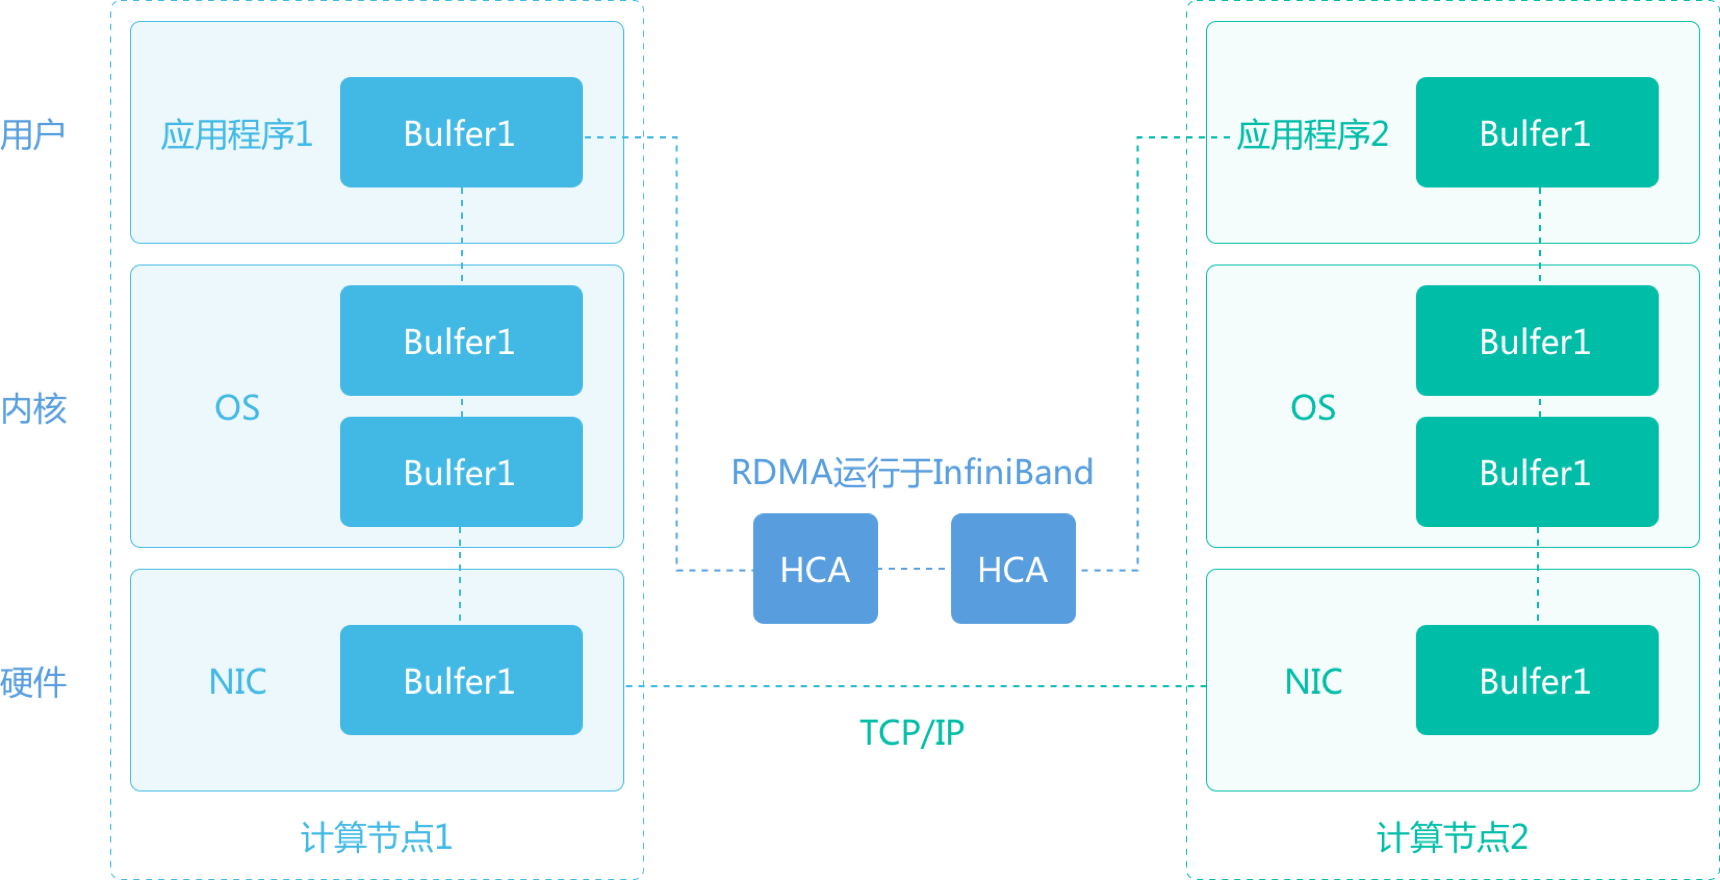 用户
应用程序1
Bulfer1
应用程序2
Bulfer1
内核
OS
Bulfer1
Bulfer1
OS
Bulfer1
Bulfer1
RDMA运行于InfiniBand
HCA
HCA
硬件
NIC
Bulfer1
NIC
Bulfer1
TCP/IP
计算节点1
计算节点2